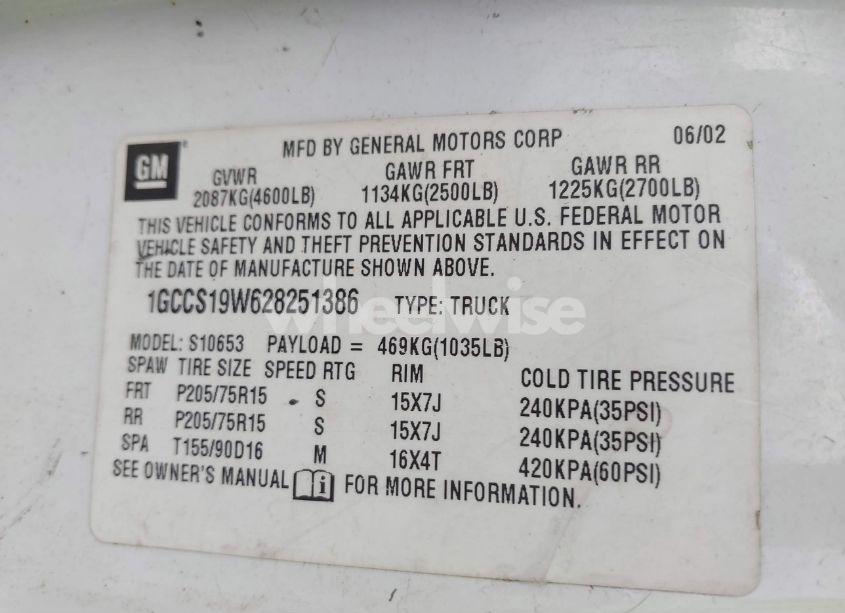 GM
MFD BY GENERAL MOTORS CORP 06/02
GVWR GAWR FRT GAWR RR
2087KG(4600LB) 1134KG(2500LB) 1225KG(2700LB)
THIS VEHICLE CONFORMS TO ALL APPLICABLE U.S. FEDERAL MOTOR
VEHICLE SAFETY AND THEFT PREVENTION STANDARDS IN EFFECT ON
THE DATE OF MANUFACTURE SHOWN ABOVE.
1GCCS19W628251386 TYPE: TRUCK
wheelwise
MODEL: S10653 PAYLOAD = 469KG(1035LB)
SPAW TIRE SIZE SPEED RTG RIM COLD TIRE PRESSURE
FRT P205/75R15 S 15X7J 240KPA(35PSI)
RR P205/75R15 S 15X7J 240KPA(35PSI)
SPA T155/90D16 M 16X4T 420KPA(60PSI)
SEE OWNER'S MANUAL i FOR MORE INFORMATION.